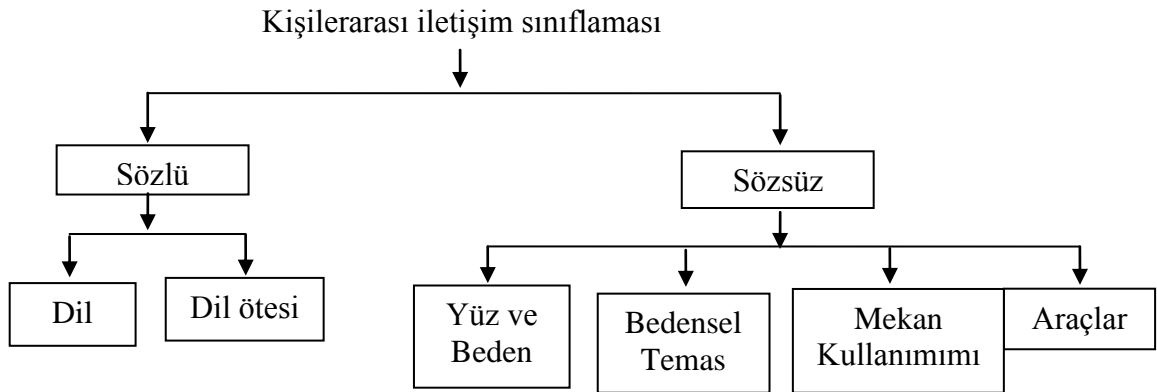 Kişilerarası iletişim sınıflaması
Sözlü
Sözsüz
Dil
Dil ötesi
Yüz ve
Beden
Bedensel
Temas
Mekan
Kullanımımı
Araçlar